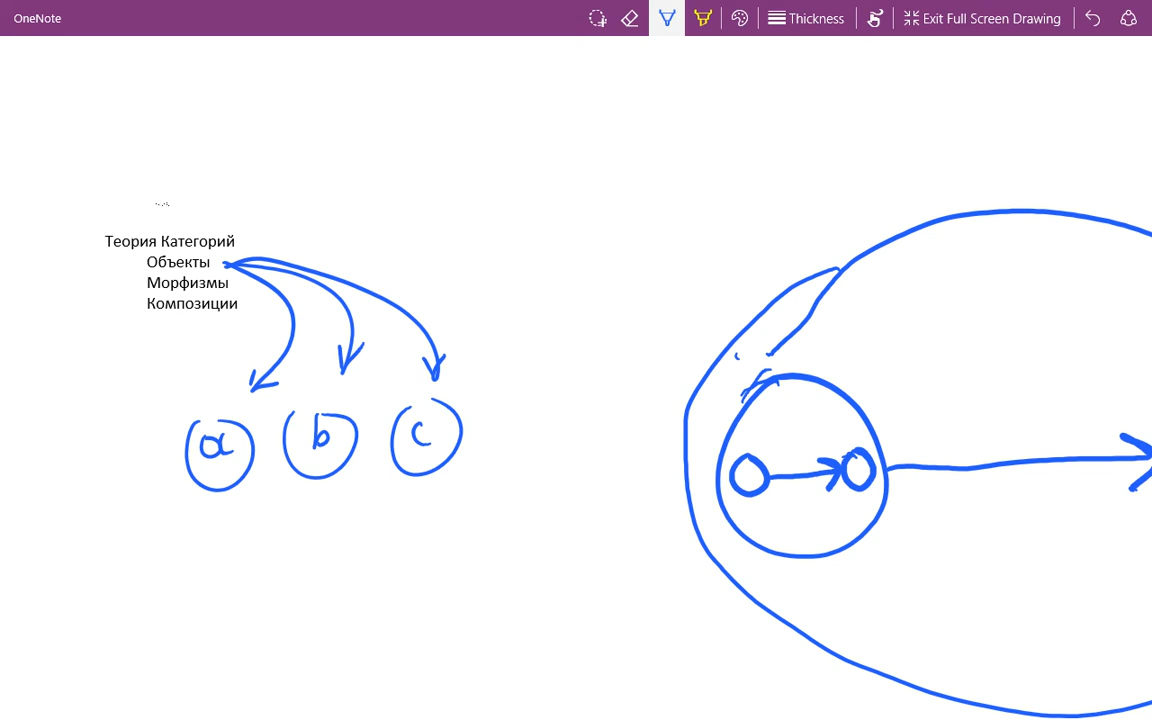 OneNote
Thickness
Exit Full Screen Drawing
Теория Категорий
Объекты
Морфизмы
Композиции
a b c